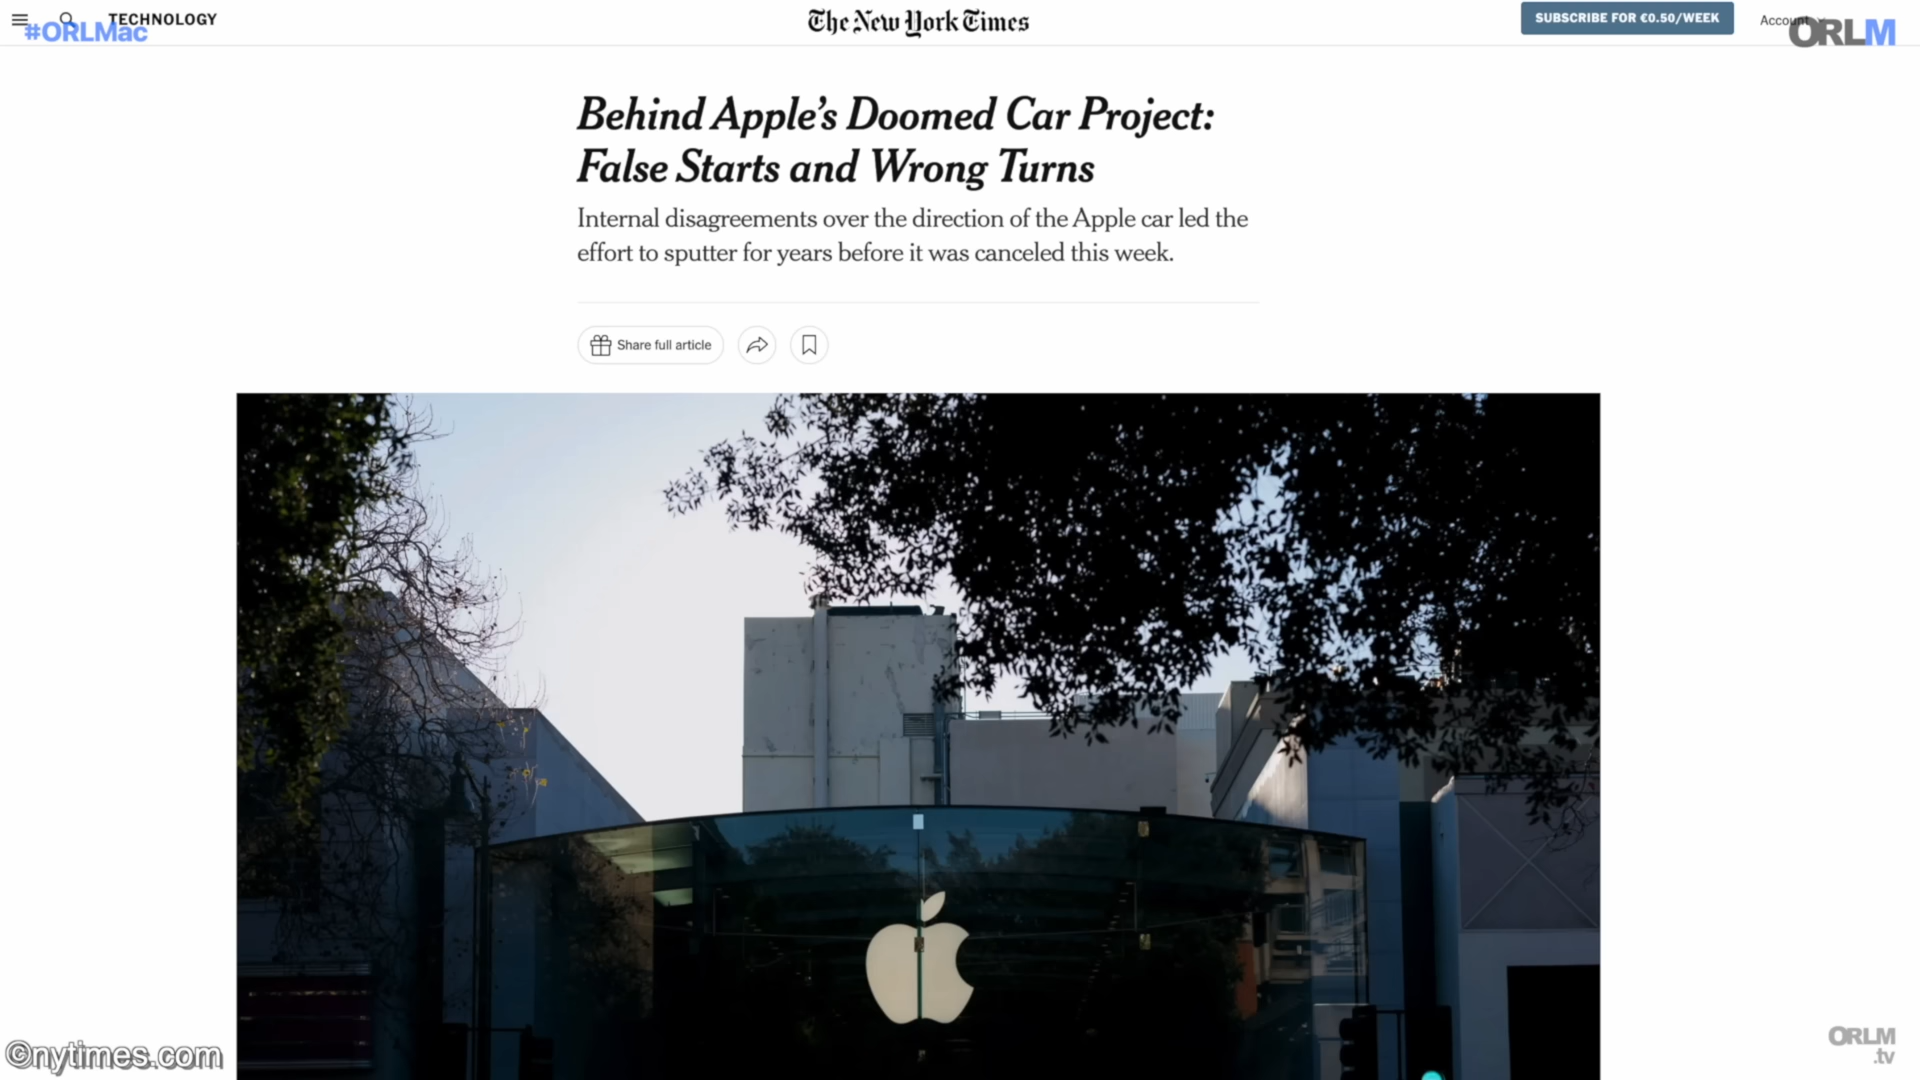 TECHNOLOGY
#ORLMac
The New York Times
SUBSCRIBE FOR €0.50/WEEK
Account
ORLM
Behind Apple's Doomed Car Project:
False Starts and Wrong Turns
Internal disagreements over the direction of the Apple car led the
effort to sputter for years before it was canceled this week.
Share full article
©nytimes.com
ORLM
.tv